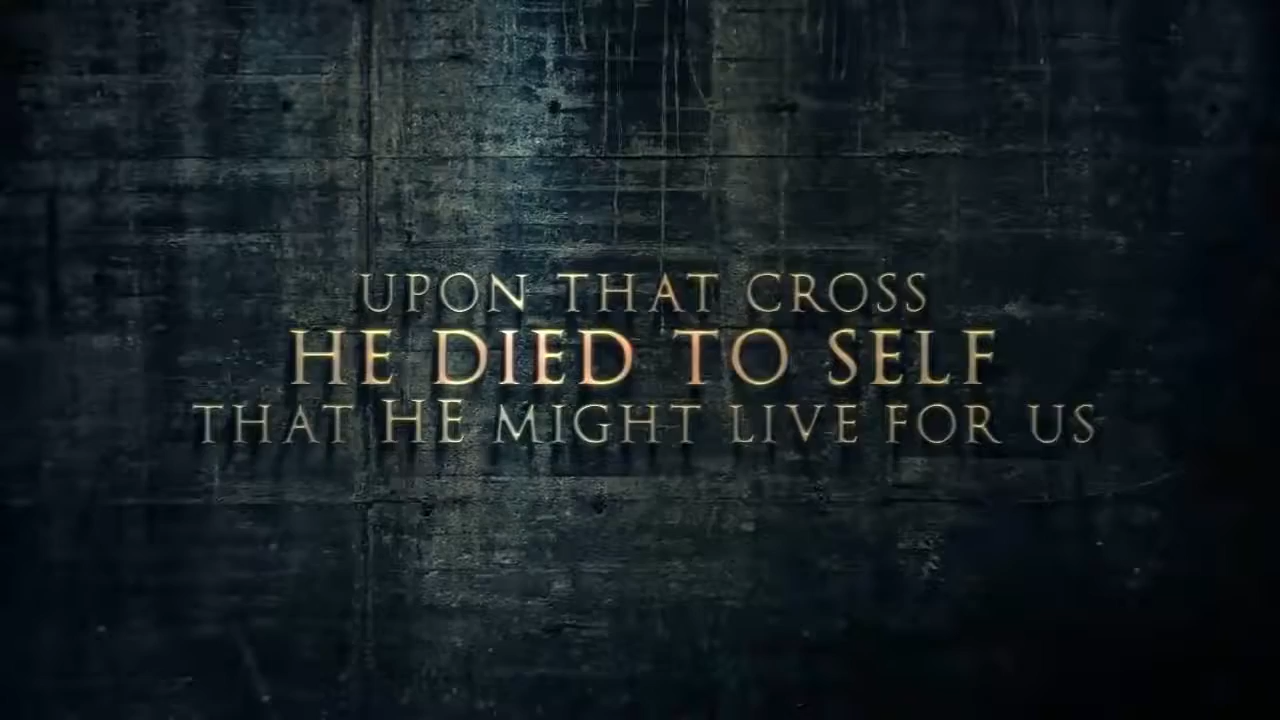 UPON THAT CROSS
HE DIED TO SELF
THAT HE MIGHT LIVE FOR US